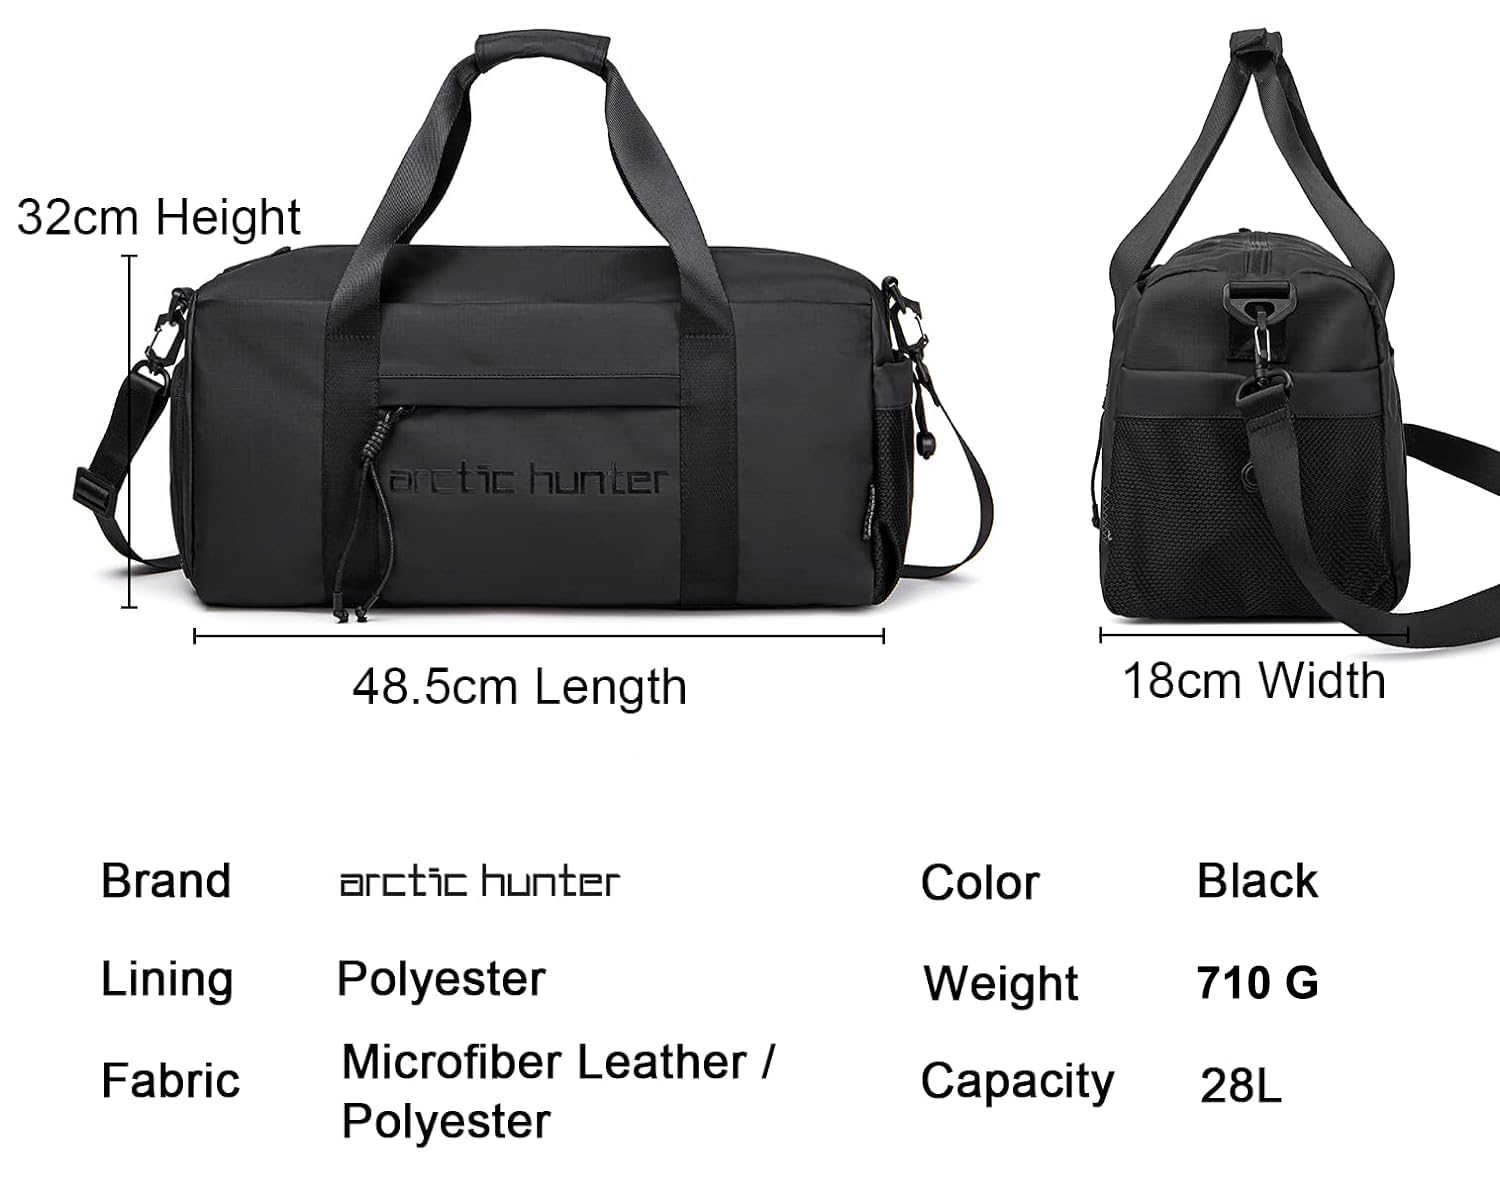 32cm Height
arctic hunter
48.5cm Length
18cm Width
Brand arctic hunter
Color Black
Lining Polyester
Weight 710 G
Fabric Microfiber Leather /
Polyester
Capacity 28L